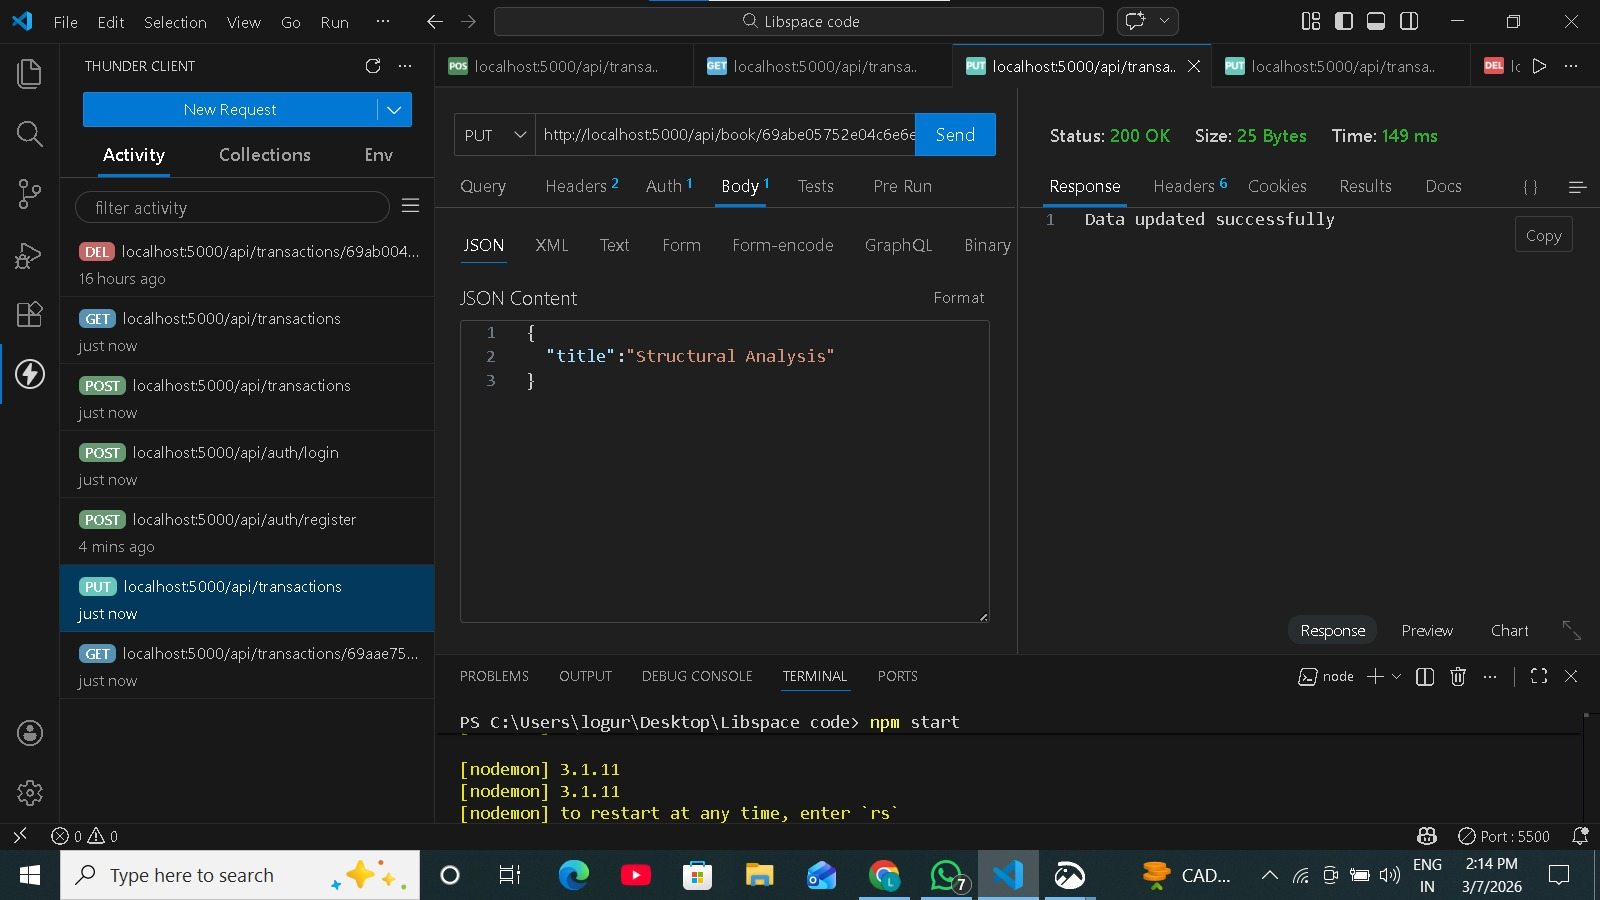 File Edit Selection View Go Run ··· Libspace code
THUNDER CLIENT
New Request
Activity Collections Env
filter activity
DEL localhost:5000/api/transactions/69ab004...
16 hours ago
GET localhost:5000/api/transactions
just now
POST localhost:5000/api/transactions
just now
POST localhost:5000/api/auth/login
just now
POST localhost:5000/api/auth/register
4 mins ago
PUT localhost:5000/api/transactions
just now
GET localhost:5000/api/transactions/69aae75...
just now
POS localhost:5000/api/transa.. GET localhost:5000/api/transa.. PUT localhost:5000/api/transa.. PUT localhost:5000/api/transa.. DEL lc
PUT http://localhost:5000/api/book/69abe05752e04c6e6e Send
Query Headers 2 Auth 1 Body 1 Tests Pre Run
JSON XML Text Form Form-encode GraphQL Binary
JSON Content Format
1 {
2 "title":"Structural Analysis"
3 }
Status: 200 OK Size: 25 Bytes Time: 149 ms
Response Headers 6 Cookies Results Docs { }
1 Data updated successfully
Copy
Response Preview Chart
PROBLEMS OUTPUT DEBUG CONSOLE TERMINAL PORTS node
PS C:\Users\logur\Desktop\Libspace code> npm start
[nodemon] 3.1.11
[nodemon] 3.1.11
[nodemon] to restart at any time, enter `rs`
0 0 Port : 5500
Type here to search 7 CAD... ENG IN 2:14 PM 3/7/2026